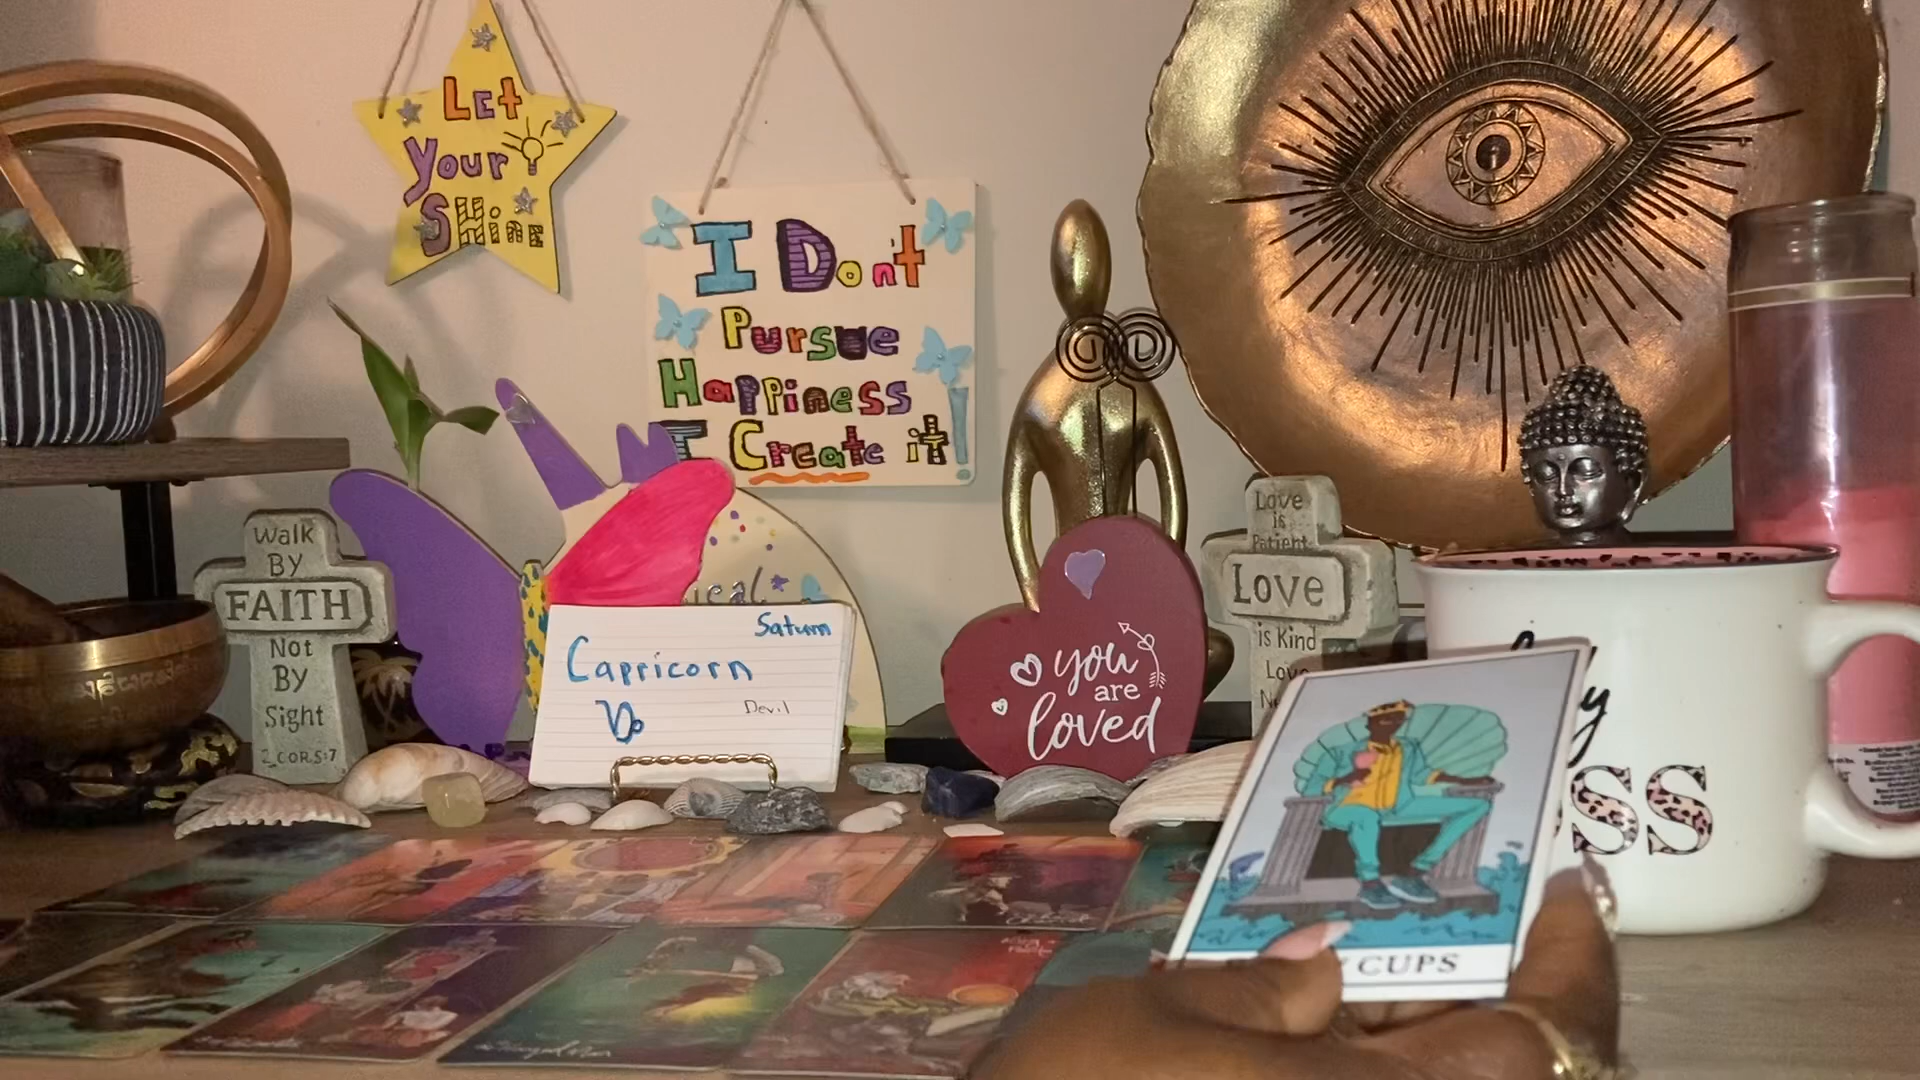 Let
Your
SHine
I Don't
Pursue
Happiness
I Create it!
Walk
By
FAITH
Not
By
Sight
2 COR 5:7
Saturn
Capricorn
Devil
you
are
loved
Love
is
Patient
Love
is Kind
Love
CUPS